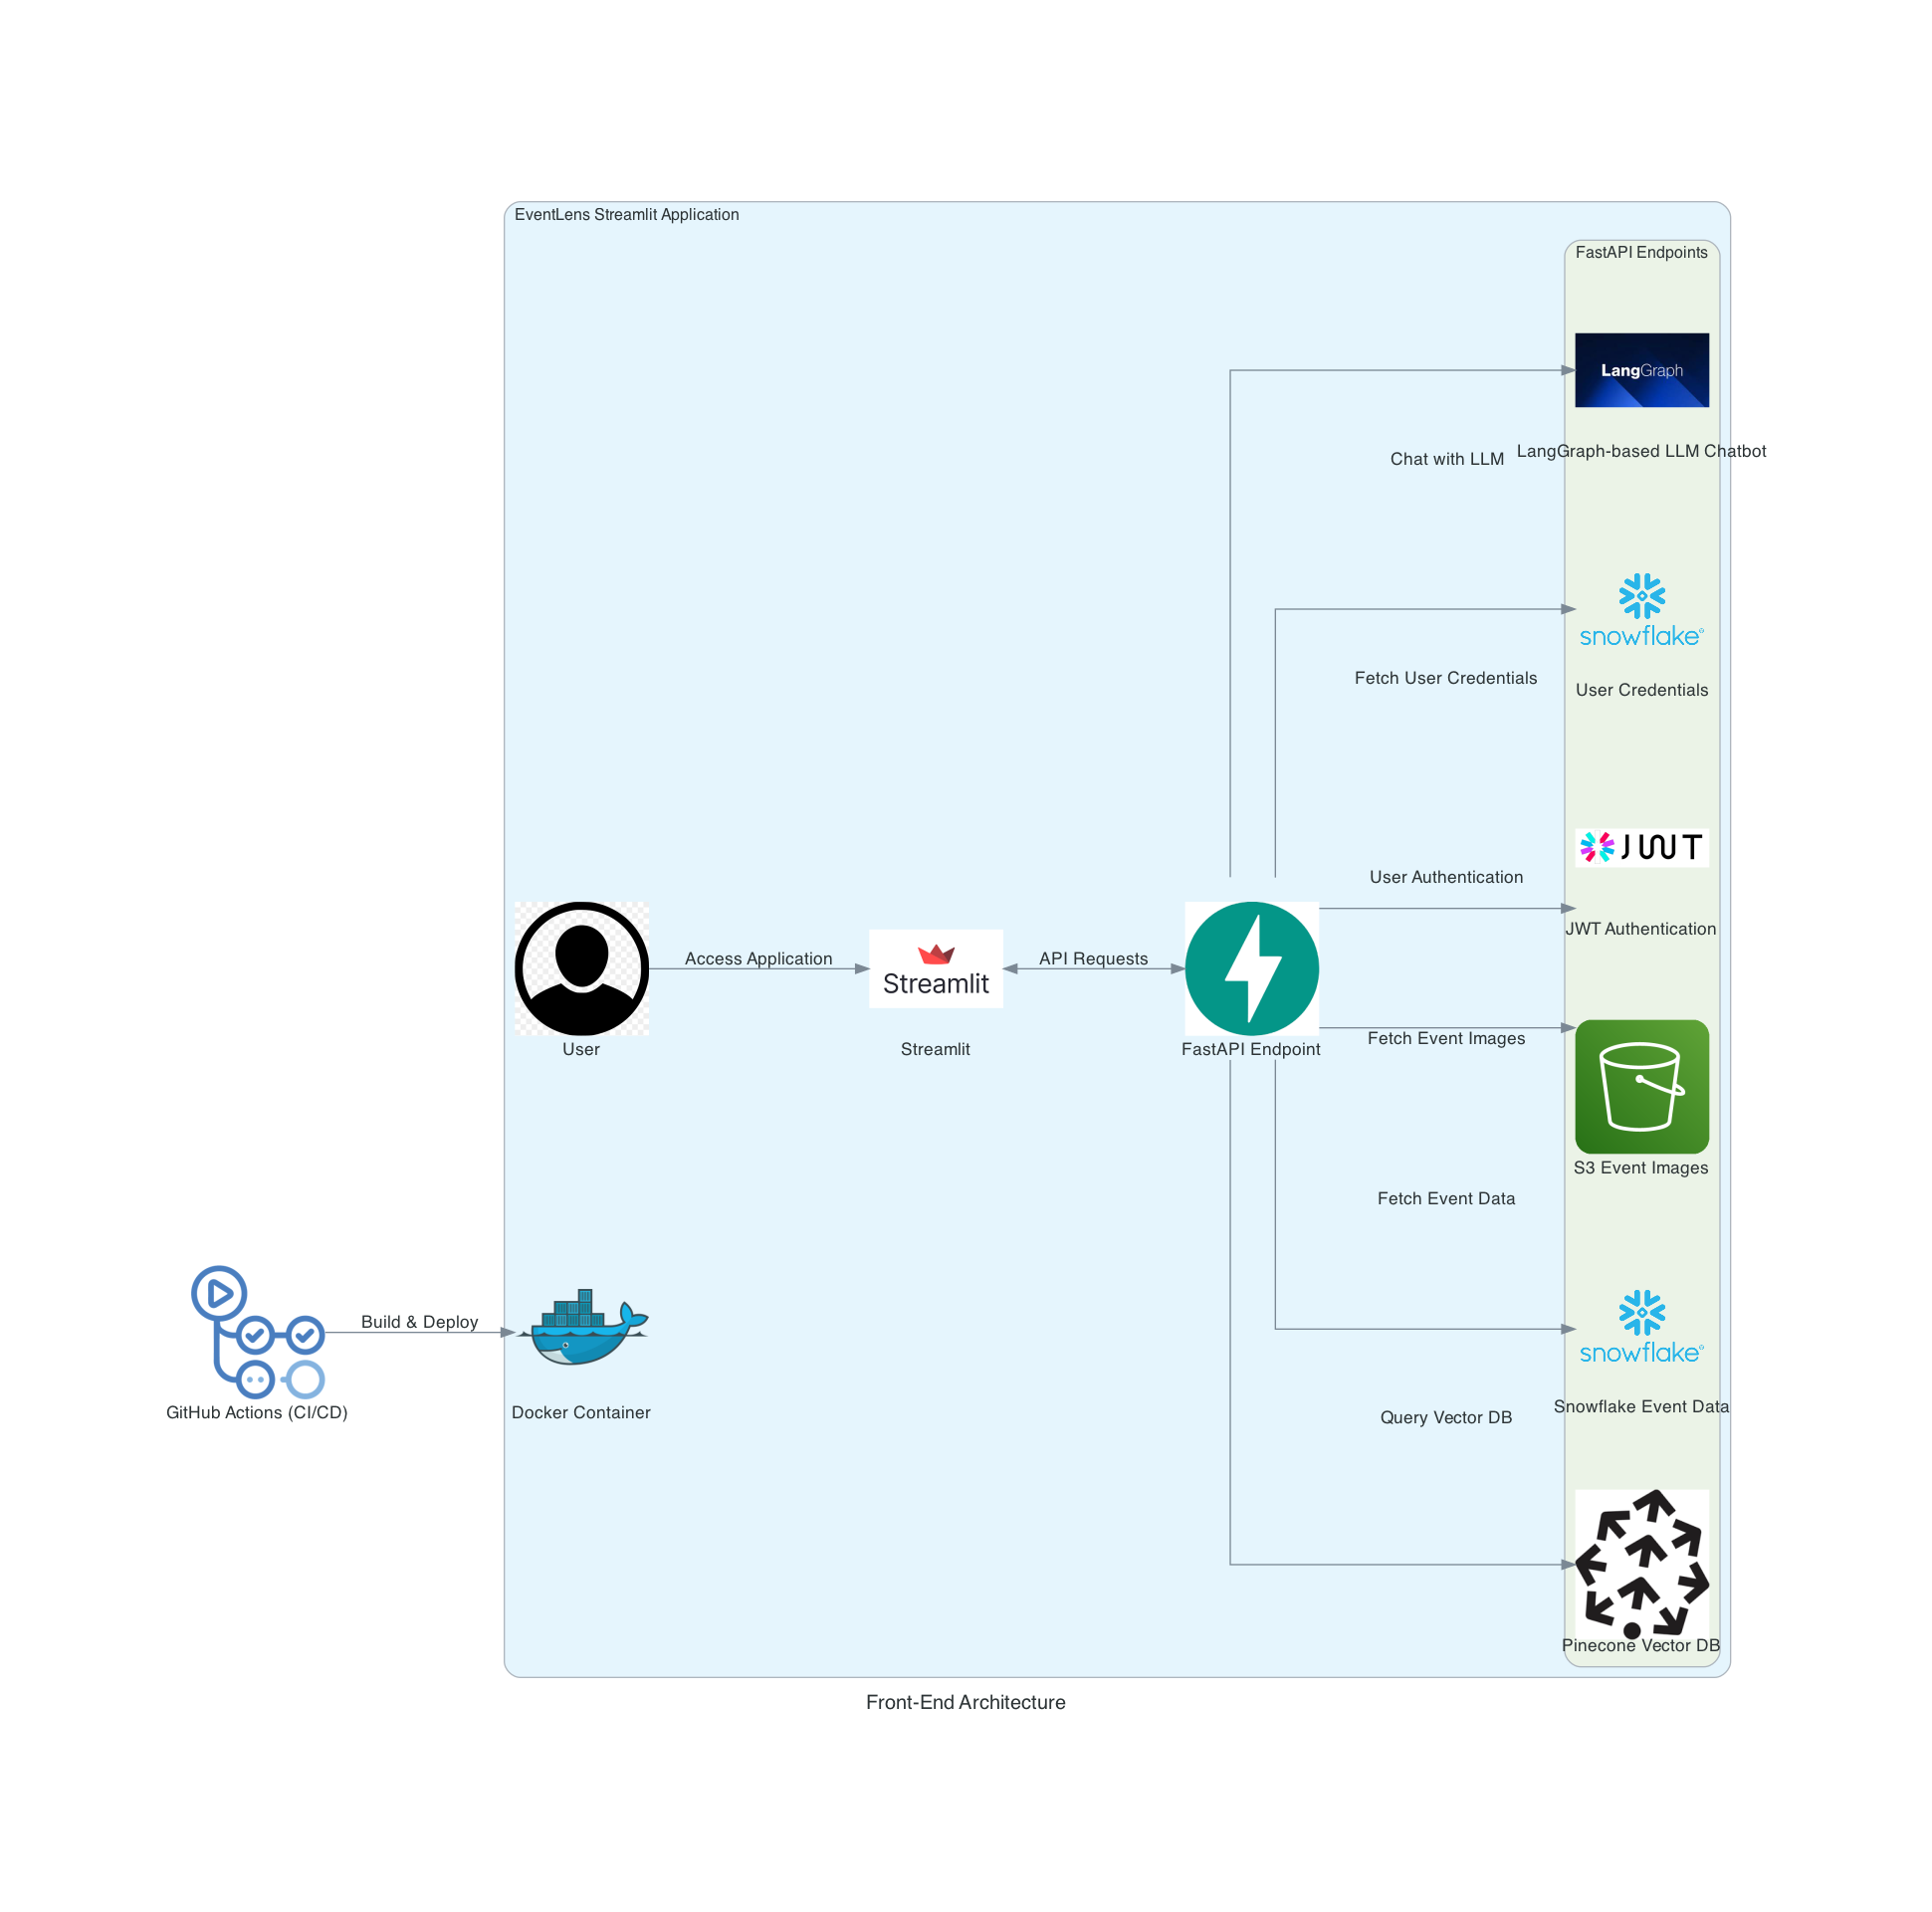 EventLens Streamlit Application
FastAPI Endpoints
LangGraph
Chat with LLM
LangGraph-based LLM Chatbot
snowflake®
Fetch User Credentials
User Credentials
JWT
User Authentication
JWT Authentication
Access Application
Streamlit
API Requests
User
Streamlit
FastAPI Endpoint
Fetch Event Images
S3 Event Images
Fetch Event Data
Build & Deploy
snowflake®
GitHub Actions (CI/CD)
Docker Container
Snowflake Event Data
Query Vector DB
Pinecone Vector DB
Front-End Architecture